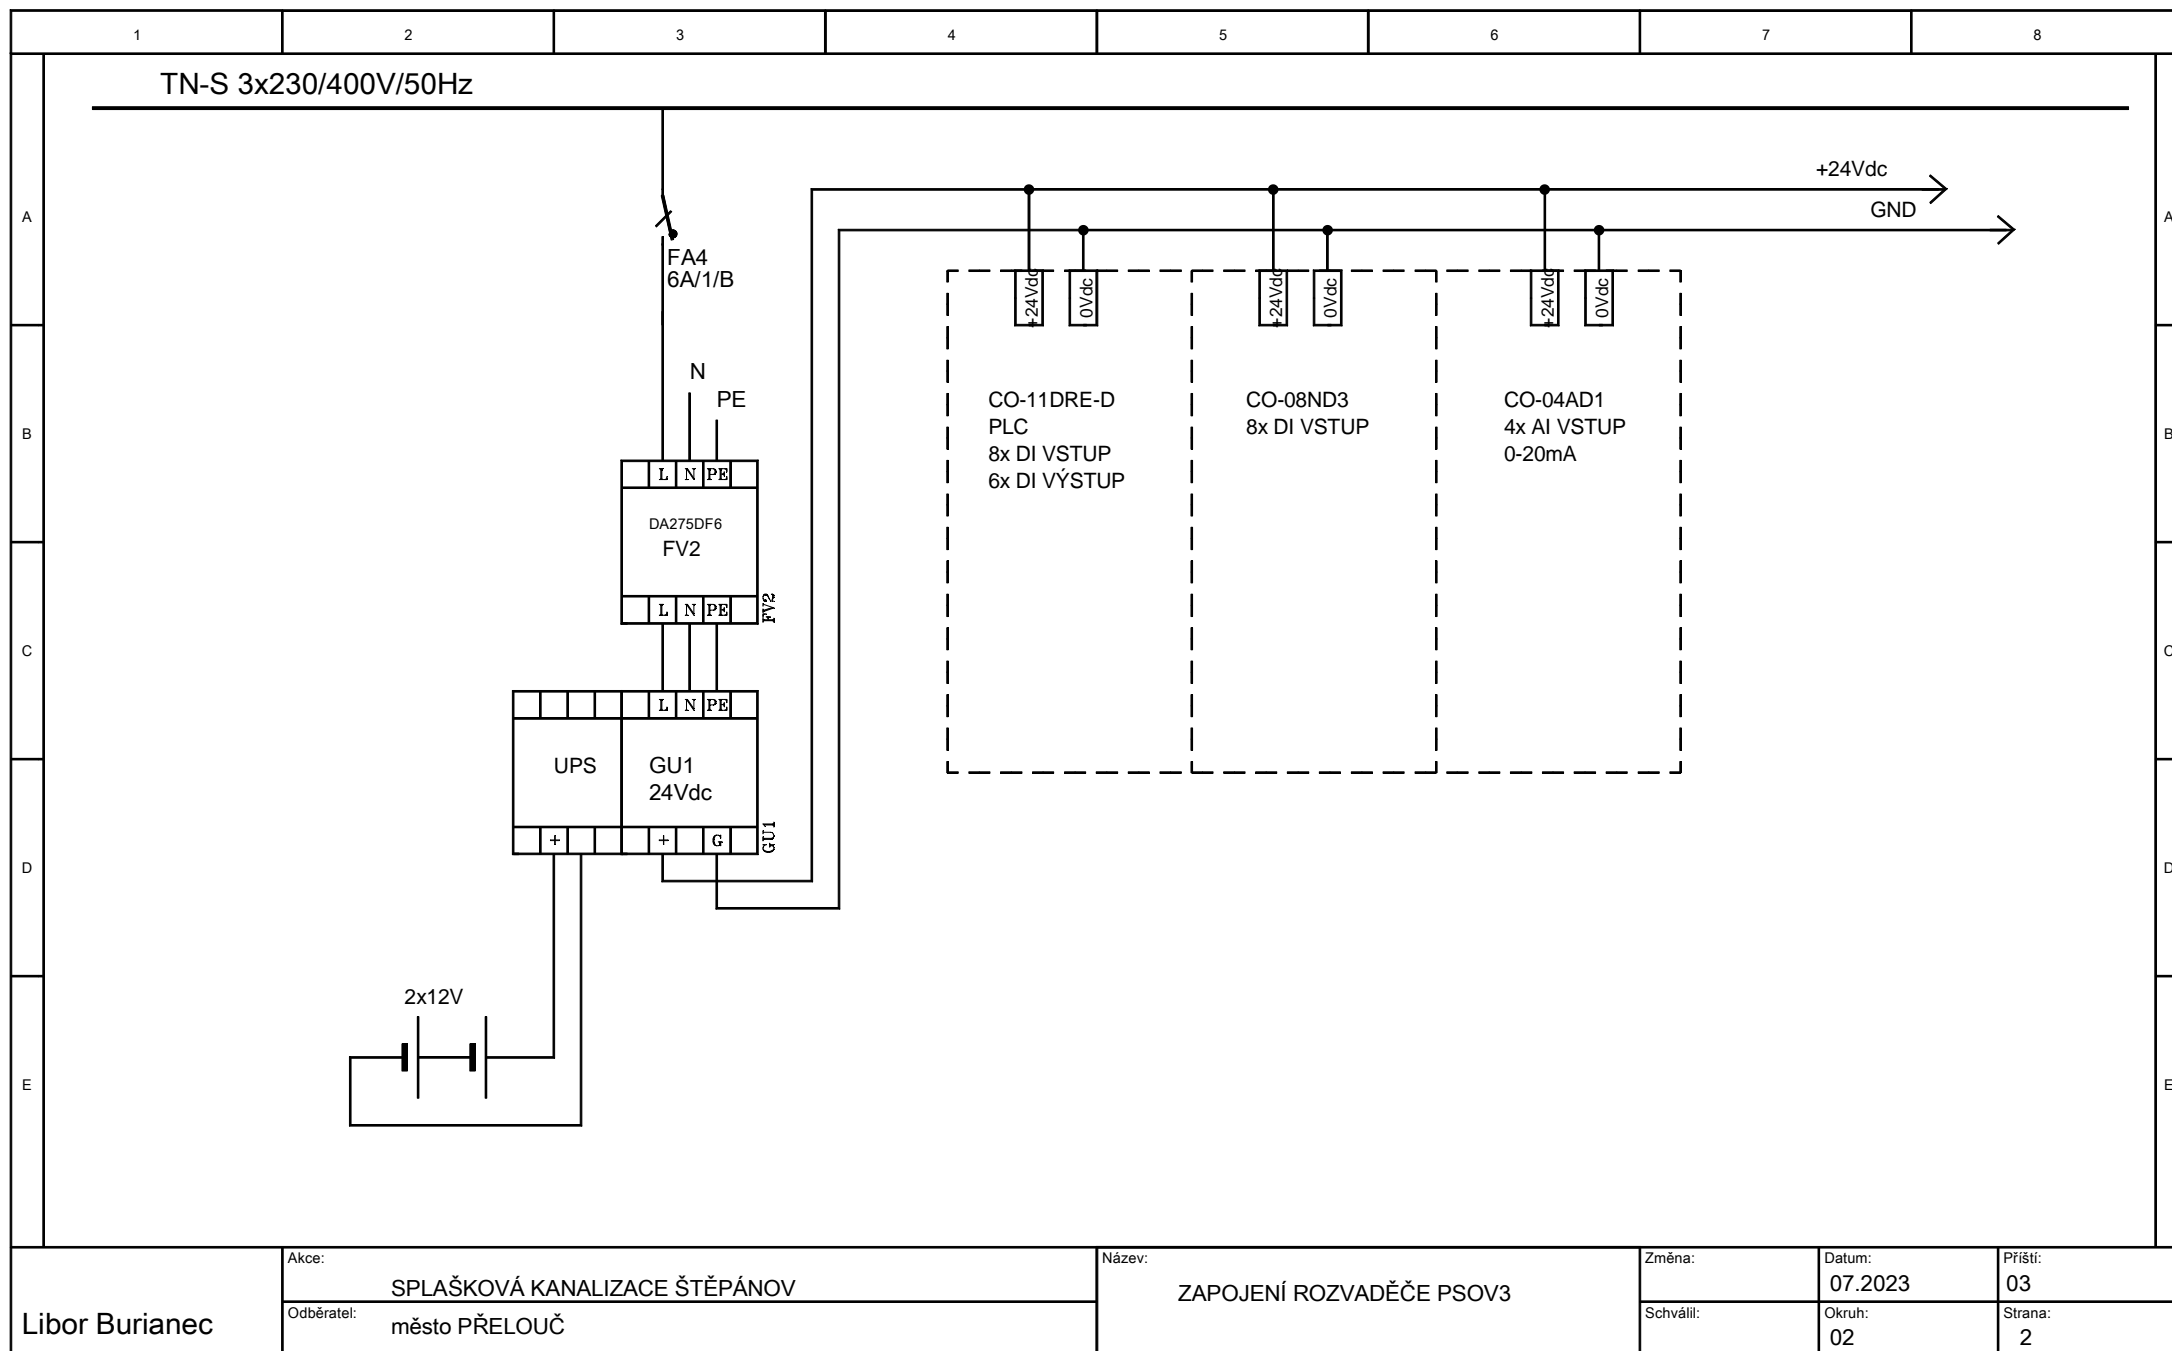 1 2 3 4 5 6 7 8
TN-S 3x230/400V/50Hz
+24Vdc
GND
A
A
FA4
6A/1/B
+24Vdc
0Vdc
+24Vdc
0Vdc
+24Vdc
0Vdc
N
PE
CO-11DRE-D
PLC
8x DI VSTUP
6x DI VÝSTUP
CO-08ND3
8x DI VSTUP
CO-04AD1
4x AI VSTUP
0-20mA
B
B
L N PE
DA275DF6
FV2
L N PE
FV2
C
C
L N PE
UPS
GU1
24Vdc
+
+ G
GU1
D
D
2x12V
E
E
Libor Burianec
Akce:
SPLAŠKOVÁ KANALIZACE ŠTĚPÁNOV
Odběratel:
město PŘELOUČ
Název:
ZAPOJENÍ ROZVADĚČE PSOV3
Změna:
Schválil:
Datum:
07.2023
Okruh:
02
Příští:
03
Strana:
2